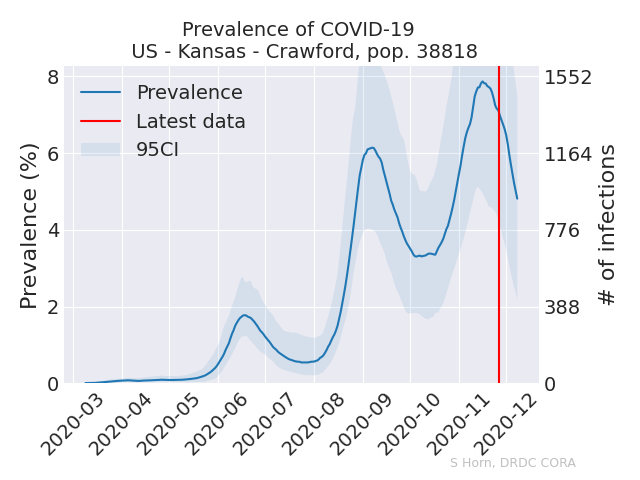 Prevalence of COVID-19
US - Kansas - Crawford, pop. 38818
Prevalence
Latest data
95CI
Prevalence (%)
8
6
4
2
0
1552
1164
776
388
0
# of infections
2020-03
2020-04
2020-05
2020-06
2020-07
2020-08
2020-09
2020-10
2020-11
2020-12
S Horn, DRDC CORA